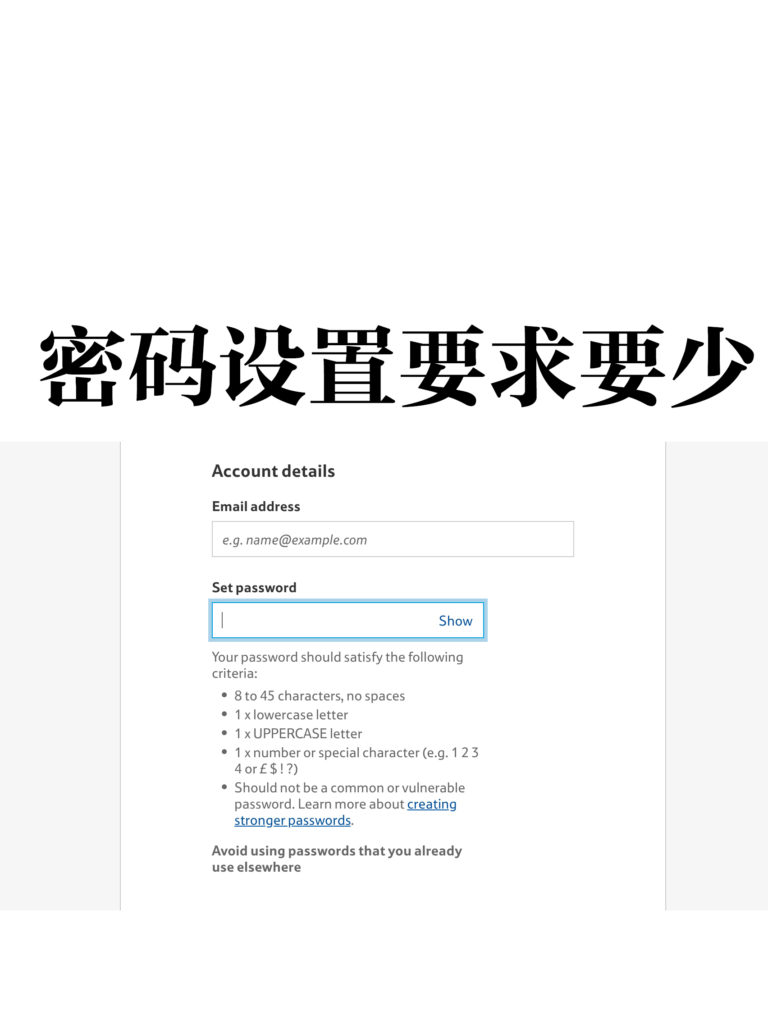 密码设置要求要少
Account details
Email address
e.g. name@example.com
Set password
Show
Your password should satisfy the following
criteria:
• 8 to 45 characters, no spaces
• 1 x lowercase letter
• 1 x UPPERCASE letter
• 1 x number or special character (e.g. 1 2 3
4 or £ $ ! ?)
• Should not be a common or vulnerable
password. Learn more about creating
stronger passwords.
Avoid using passwords that you already
use elsewhere